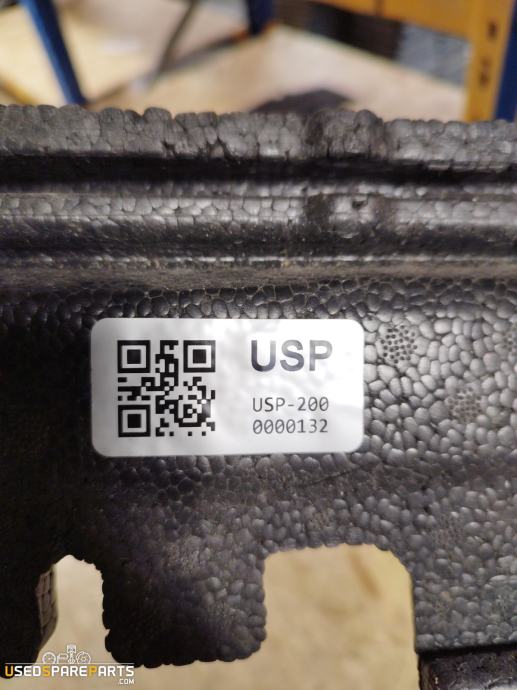 USP
USP-200
0000132
USEDSPAREPARTS
.COM